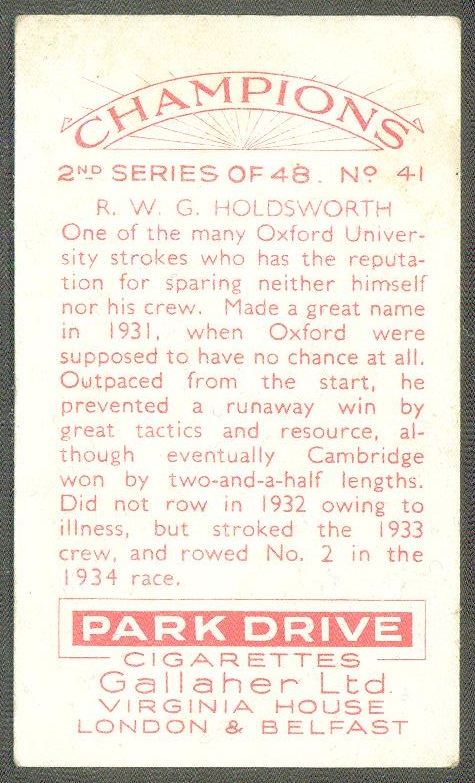 CHAMPIONS
2ND SERIES OF 48. No 41
R. W. G. HOLDSWORTH
One of the many Oxford Univer-
sity strokes who has the reputa-
tion for sparing neither himself
nor his crew. Made a great name
in 1931, when Oxford were
supposed to have no chance at all.
Outpaced from the start, he
prevented a runaway win by
great tactics and resource, al-
though eventually Cambridge
won by two-and-a-half lengths.
Did not row in 1932 owing to
illness, but stroked the 1933
crew, and rowed No. 2 in the
1934 race.
PARK DRIVE
CIGARETTES
Gallaher Ltd.
VIRGINIA HOUSE
LONDON & BELFAST